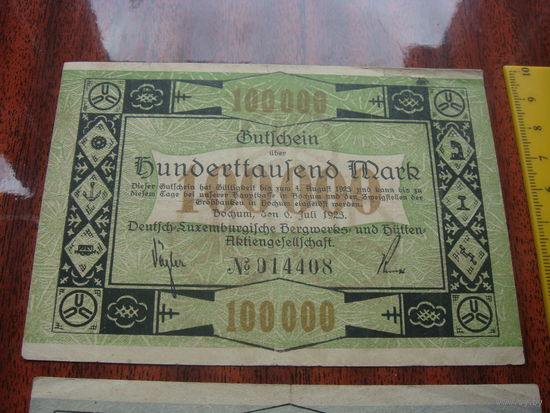 100000
Gutschein
über
Hunderttausend Mark
Dieser Gutschein hat Gültigkeit bis zum 4. August 1923 und kann bis zu
diesem Tage bei unserer Hauptkasse in Bochum und den Zweigstellen der
Großbanken in Bochum eingelöst werden.
Bochum, den 6. Juli 1923.
Deutsch-Luxemburgische Bergwerks- und Hütten-
Aktiengesellschaft.
No 014408
100000